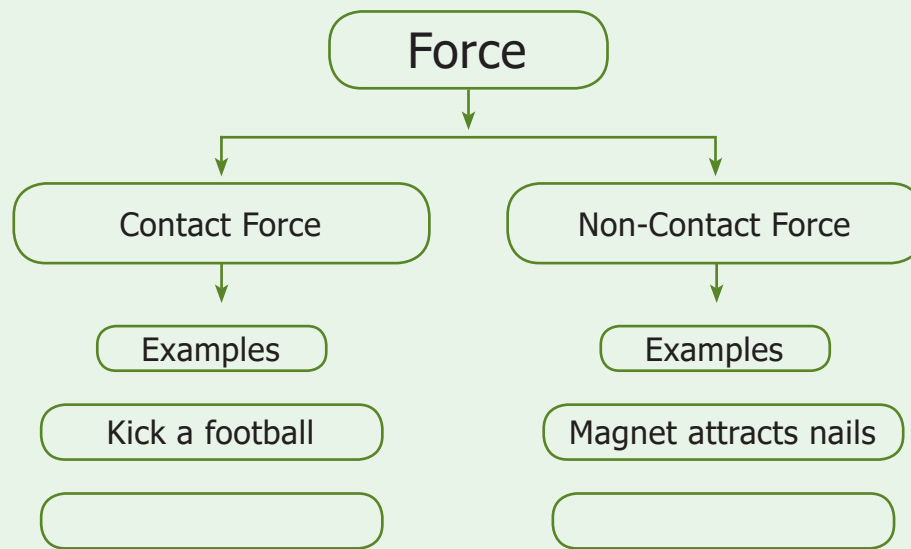 Force
Contact Force
Non-Contact Force
Examples
Examples
Kick a football
Magnet attracts nails